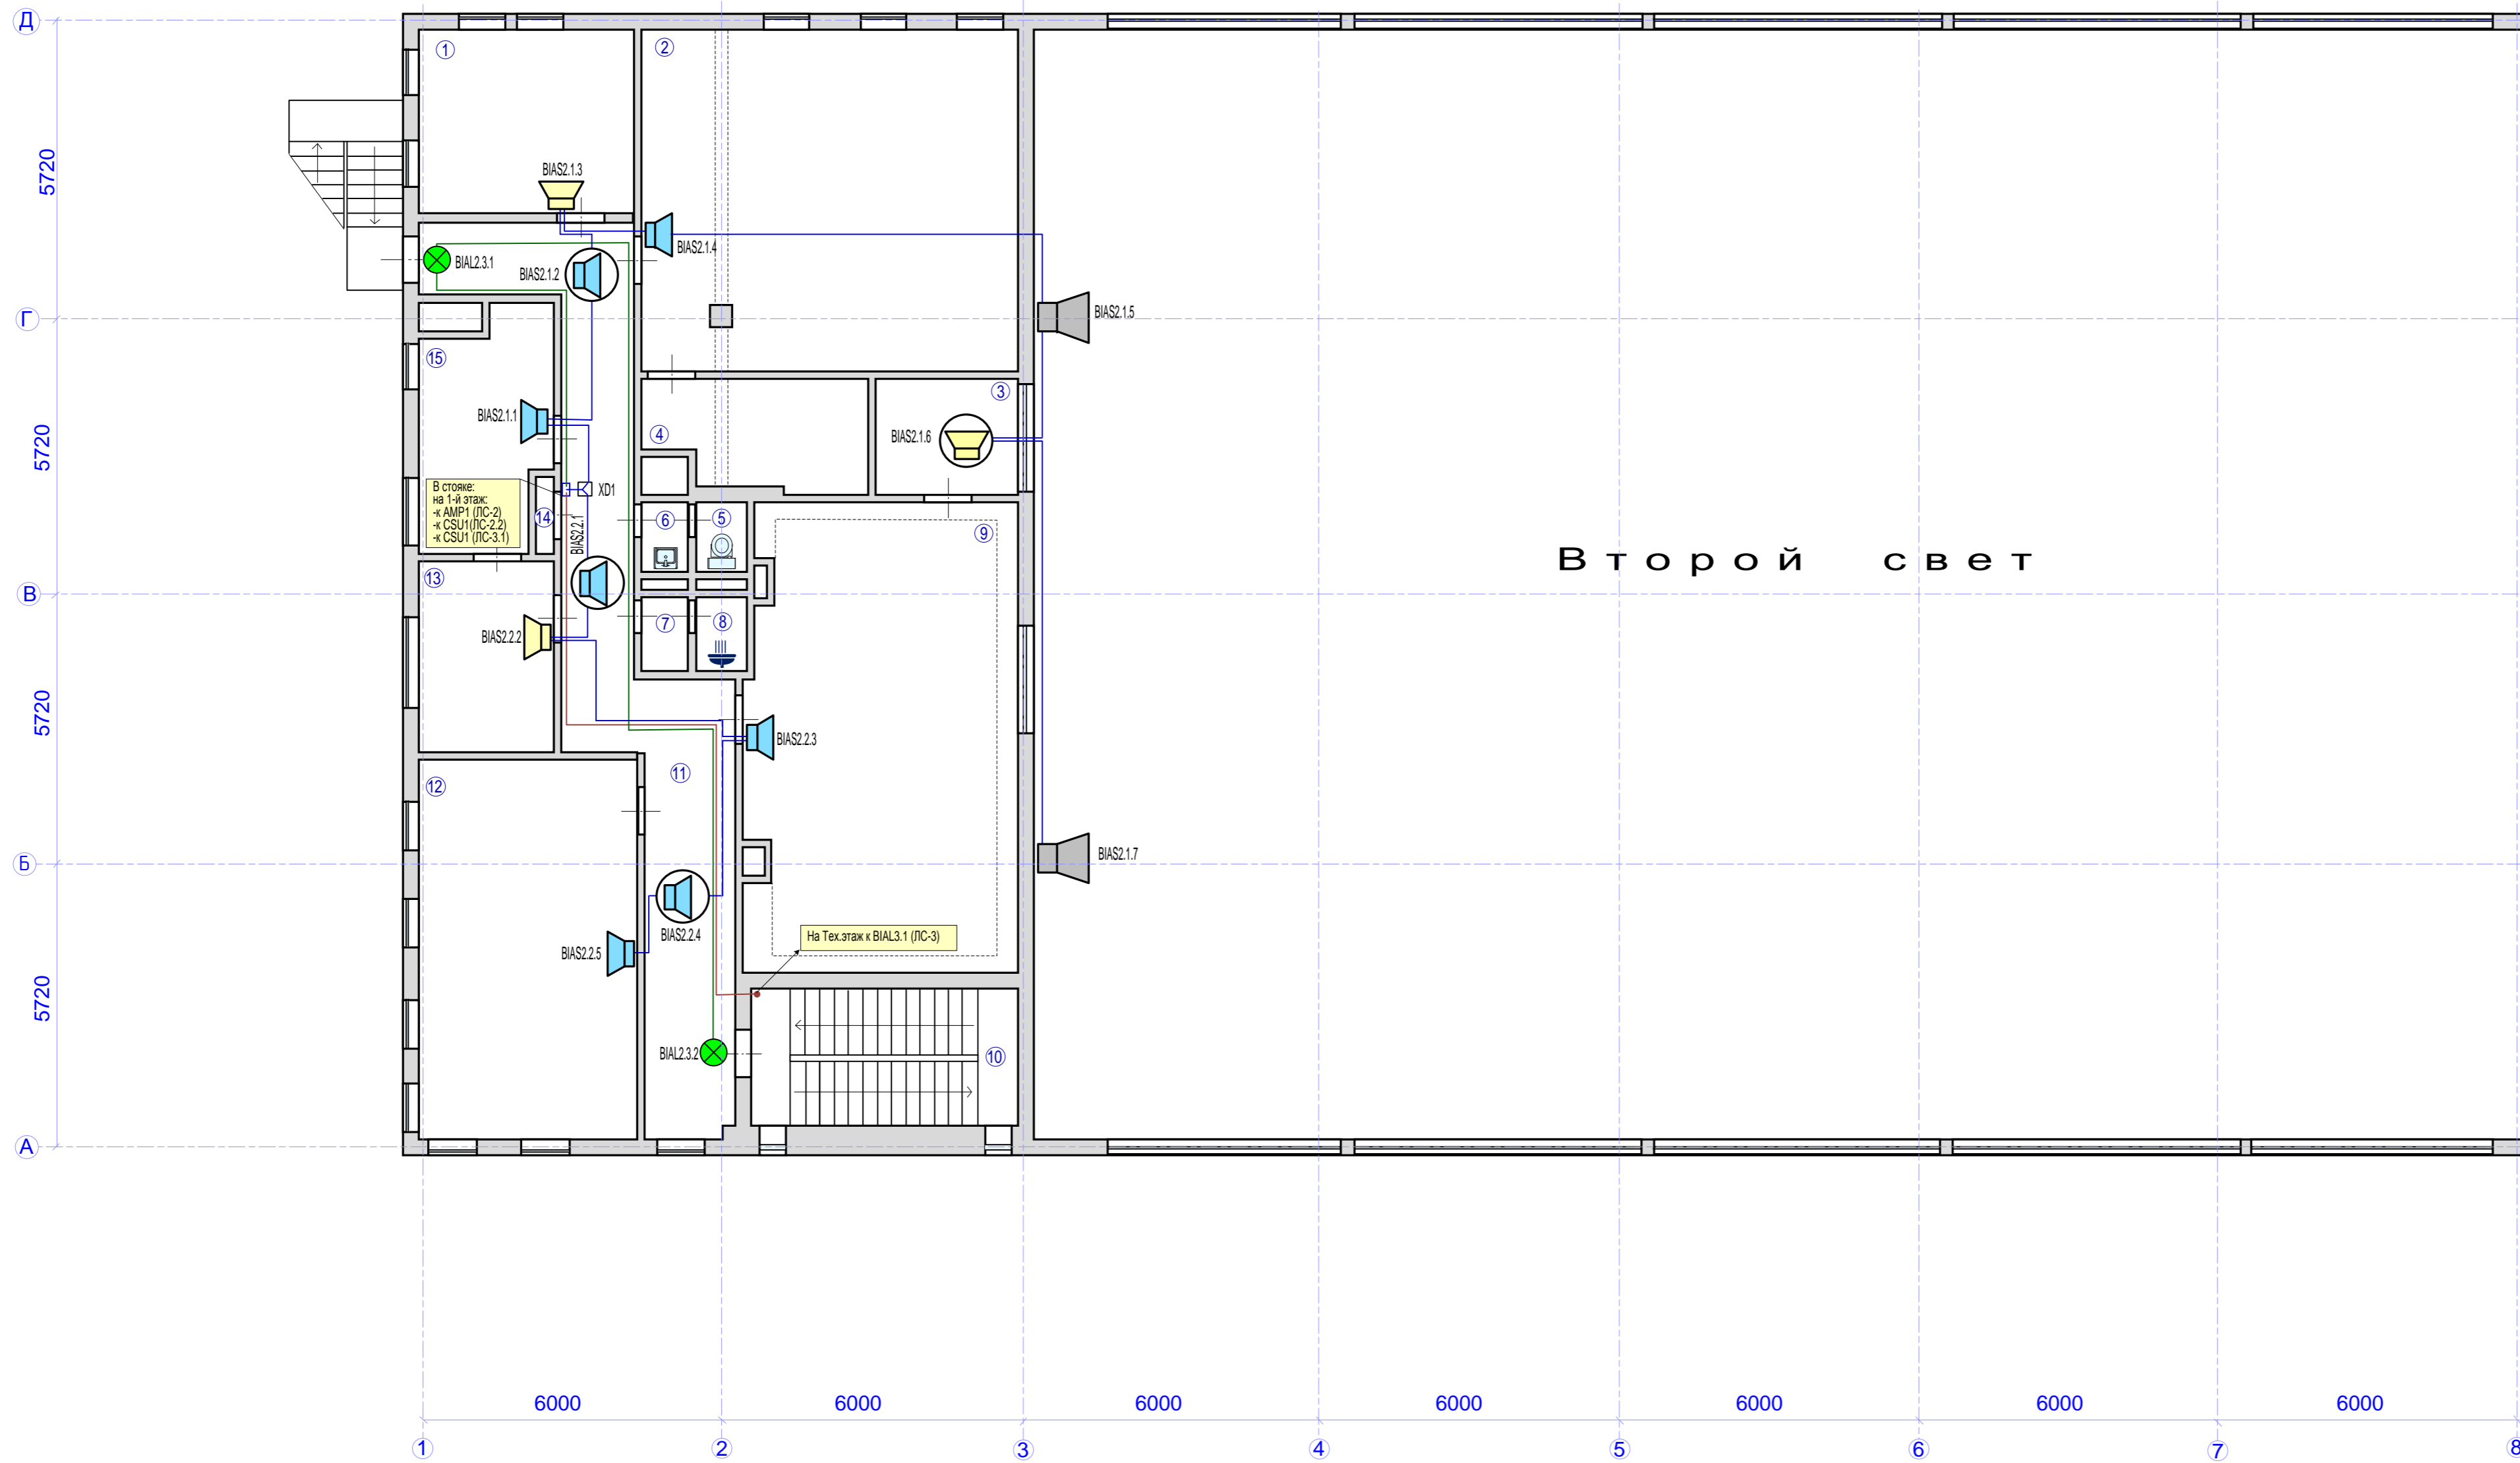 Д
1
2
5720
BIAS2.1.3
BIAS2.1.4
BIAL2.3.1
BIAS2.1.2
Г
BIAS2.1.5
15
3
BIAS2.1.1
BIAS2.1.6
4
5720
В стояке:
на 1-й этаж:
-к AMP1 (ЛС-2)
-к CSU1(ЛС-2.2)
-к CSU1 (ЛС-3.1)
XD1
14
BIAS2.2.1
6
5
9
Второй свет
13
В
7
8
BIAS2.2.2
5720
BIAS2.2.3
11
12
Б
BIAS2.1.7
BIAS2.2.4
На Тех.этаж к BIAL3.1 (ЛС-3)
BIAS2.2.5
5720
BIAL2.3.2
10
А
6000 6000 6000 6000 6000 6000 6000
1 2 3 4 5 6 7 8